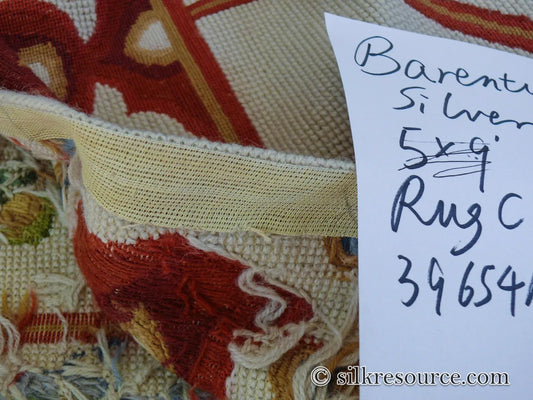 Barentu
Silver
5x9
Rug C
39654
© silkresource.com